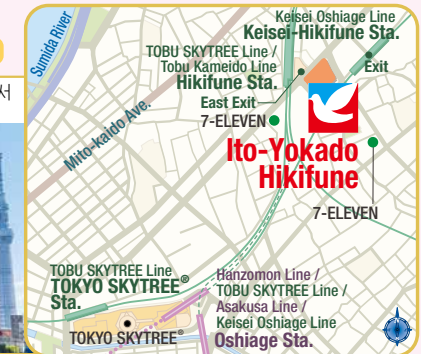 서
Sumida River
Mito-kaido Ave.
Keisei Oshiage Line
Keisei-Hikifune Sta.
TOBU SKYTREE Line /
Tobu Kameido Line
Hikifune Sta.
East Exit
Exit
7-ELEVEN
Ito-Yokado
Hikifune
7-ELEVEN
TOBU SKYTREE Line
TOKYO SKYTREE®
Sta.
TOKYO SKYTREE®
Hanzomon Line /
TOBU SKYTREE Line /
Asakusa Line /
Keisei Oshiage Line
Oshiage Sta.